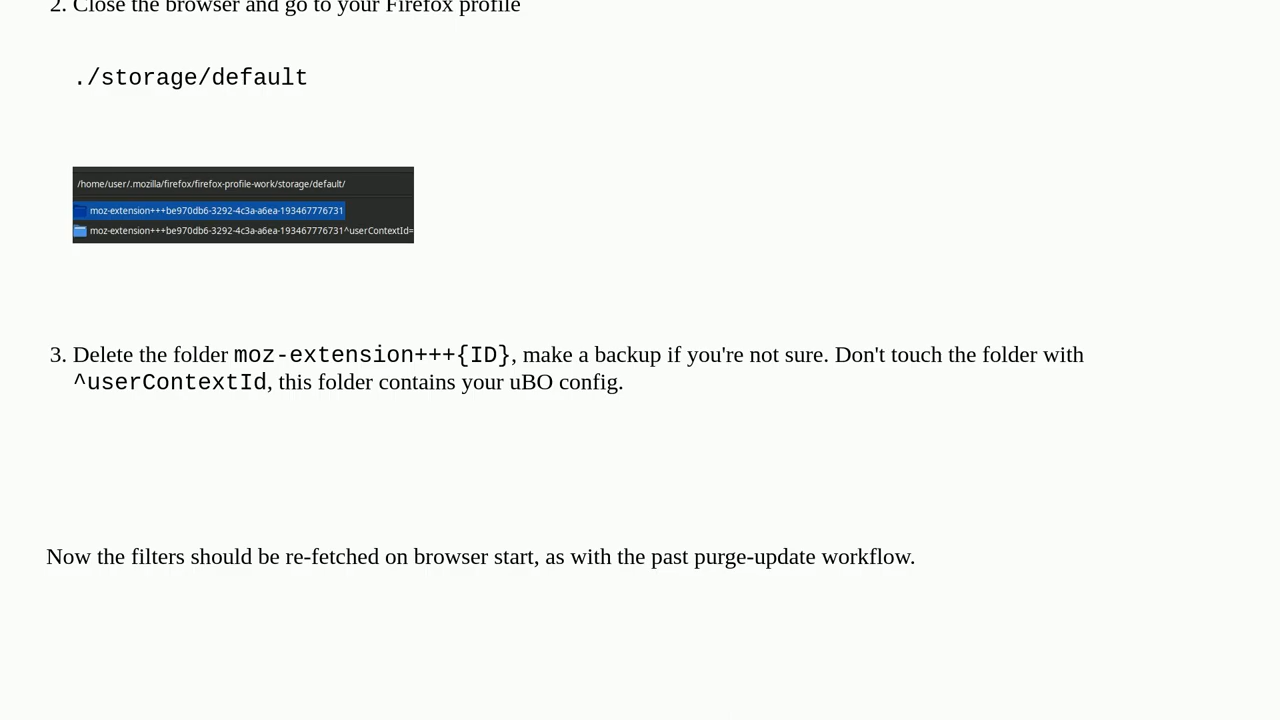 2. Close the browser and go to your Firefox profile
./storage/default
/home/user/.mozilla/firefox/firefox-profile-work/storage/default/
moz-extension+++be970db6-3292-4c3a-a6ea-193467776731
moz-extension+++be970db6-3292-4c3a-a6ea-193467776731^userContextId=
3. Delete the folder moz-extension+++{ID}, make a backup if you're not sure. Don't touch the folder with
^userContextId, this folder contains your uBO config.
Now the filters should be re-fetched on browser start, as with the past purge-update workflow.